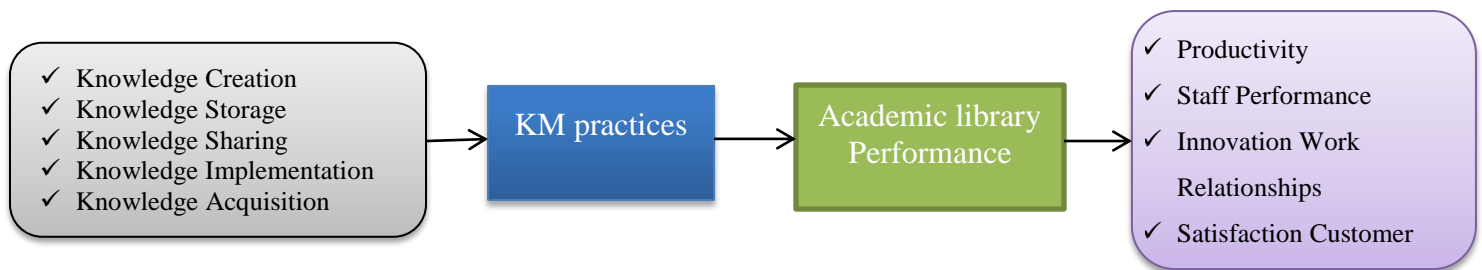 ✓ Knowledge Creation
✓ Knowledge Storage
✓ Knowledge Sharing
✓ Knowledge Implementation
✓ Knowledge Acquisition
KM practices
Academic library
Performance
✓ Productivity
✓ Staff Performance
✓ Innovation Work
Relationships
✓ Satisfaction Customer